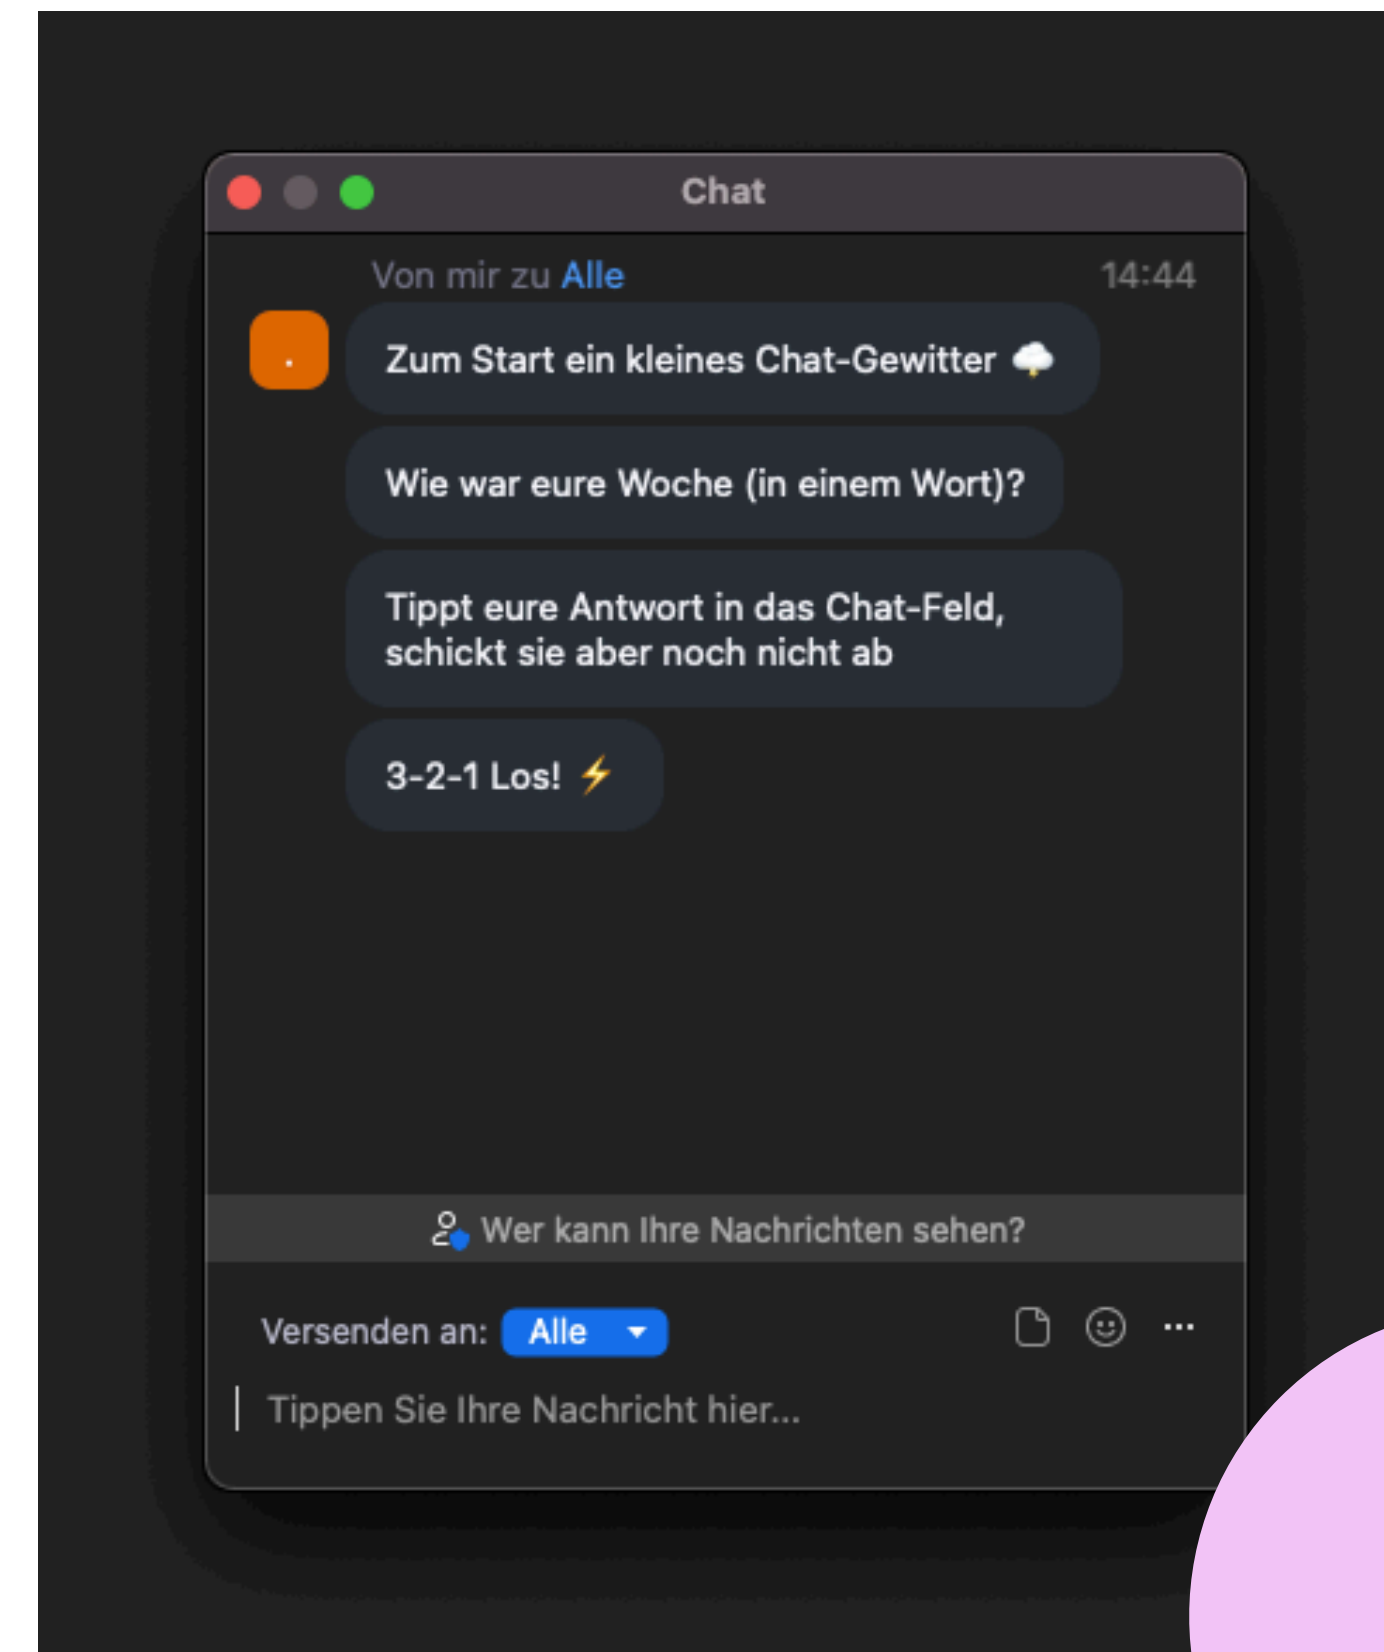 Chat
Von mir zu Alle 14:44
.
Zum Start ein kleines Chat-Gewitter 🌩️
Wie war eure Woche (in einem Wort)?
Tippt eure Antwort in das Chat-Feld,
schickt sie aber noch nicht ab
3-2-1 Los! ⚡
Wer kann Ihre Nachrichten sehen?
Versenden an: Alle
Tippen Sie Ihre Nachricht hier...